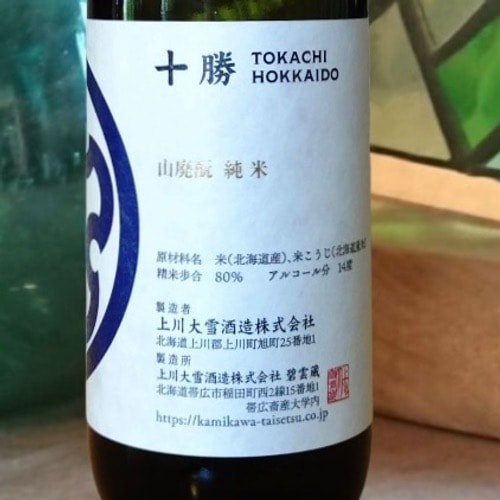 十勝 TOKACHI
HOKKAIDO
山廃酛 純米
原材料名 米(北海道産)、米こうじ(北海道産米)
精米歩合 80% アルコール分 14度
製造者
上川大雪酒造株式会社
北海道上川郡上川町旭町25番地1
製造所
上川大雪酒造株式会社 碧雲蔵
北海道帯広市稲田町西2線15番地1
帯広畜産大学内
https://kamikawa-taisetsu.co.jp